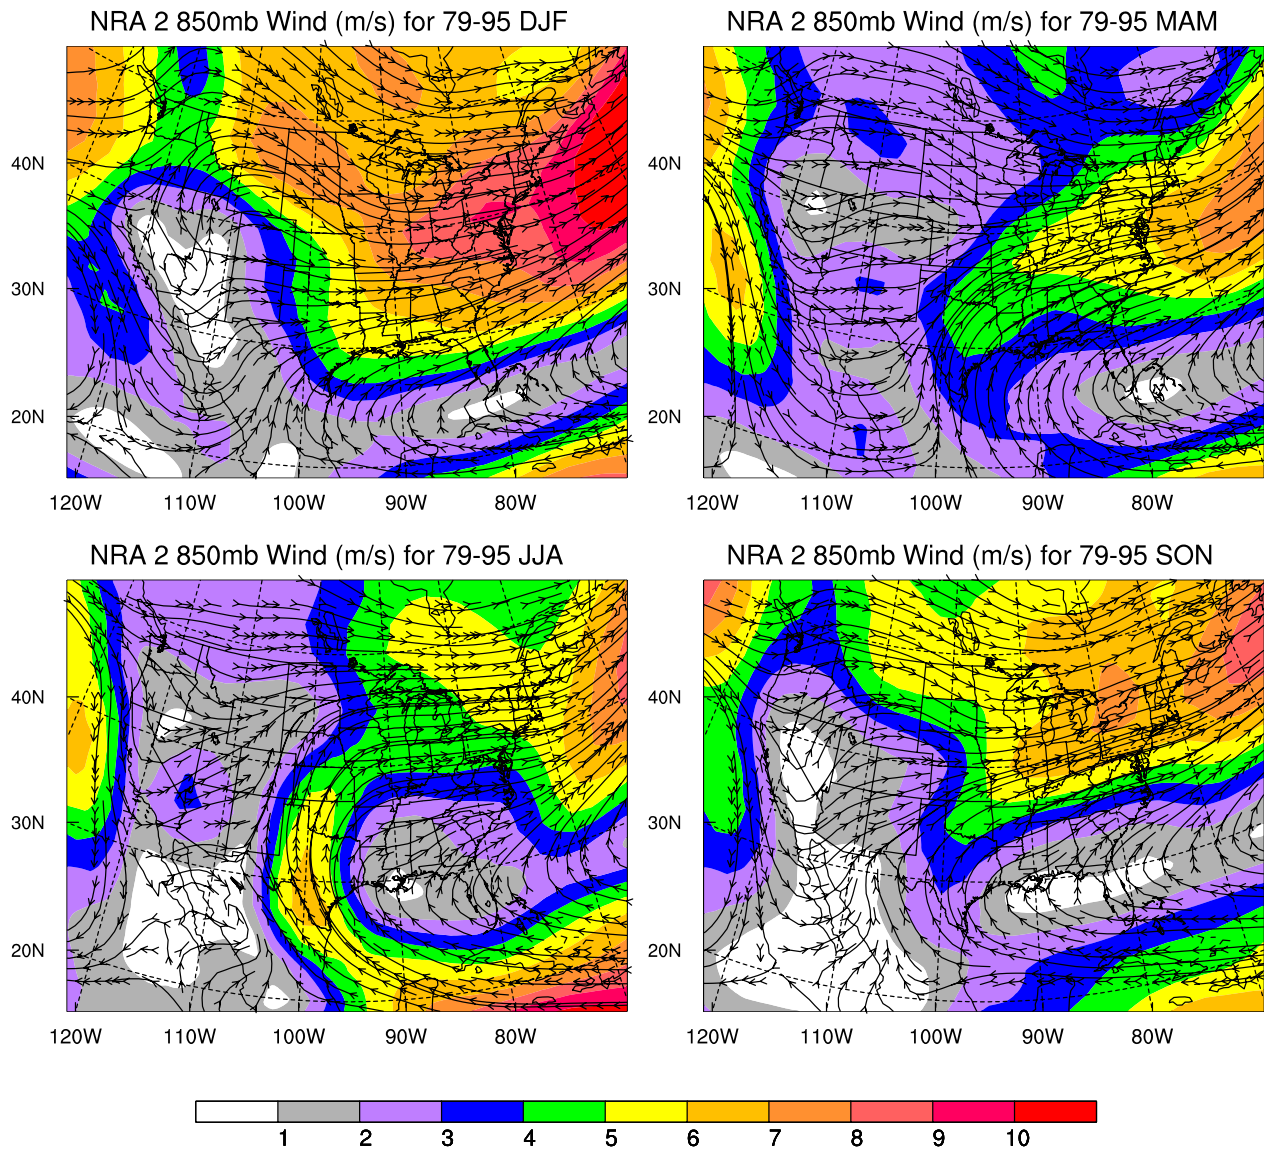 NRA 2 850mb Wind (m/s) for 79-95 DJF
NRA 2 850mb Wind (m/s) for 79-95 MAM
40N
30N
20N
120W 110W 100W 90W 80W
40N
30N
20N
120W 110W 100W 90W 80W
NRA 2 850mb Wind (m/s) for 79-95 JJA
NRA 2 850mb Wind (m/s) for 79-95 SON
40N
30N
20N
120W 110W 100W 90W 80W
40N
30N
20N
120W 110W 100W 90W 80W
1 2 3 4 5 6 7 8 9 10